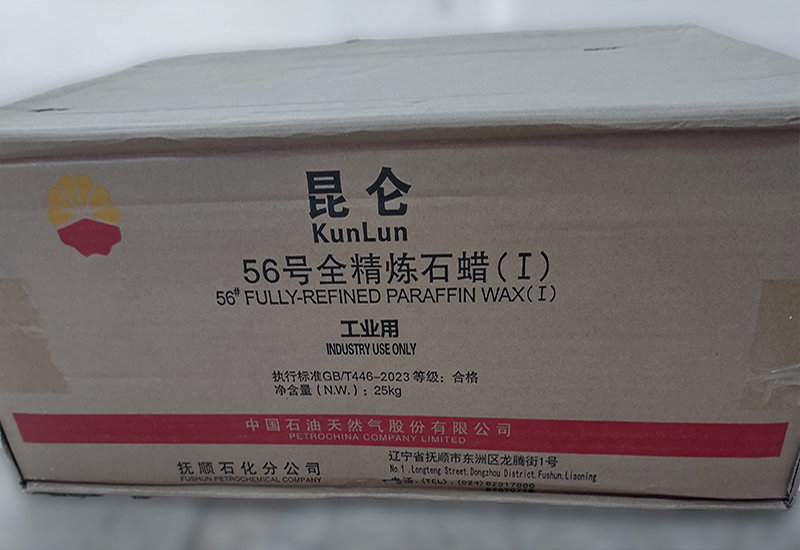 昆仑
KunLun
56号全精炼石蜡(I)
56# FULLY-REFINED PARAFFIN WAX(I)
工业用
INDUSTRY USE ONLY
执行标准GB/T446-2023 等级：合格
净含量（N.W.）：25kg
中国石油天然气股份有限公司
PETROCHINA COMPANY LIMITED
抚顺石化分公司
FUSHUN PETROCHEMICAL COMPANY
辽宁省抚顺市东洲区龙腾街1号
No.1,Longteng Street,Dongzhou District,Fushun,Liaoning
电话：(TEL)：(024)